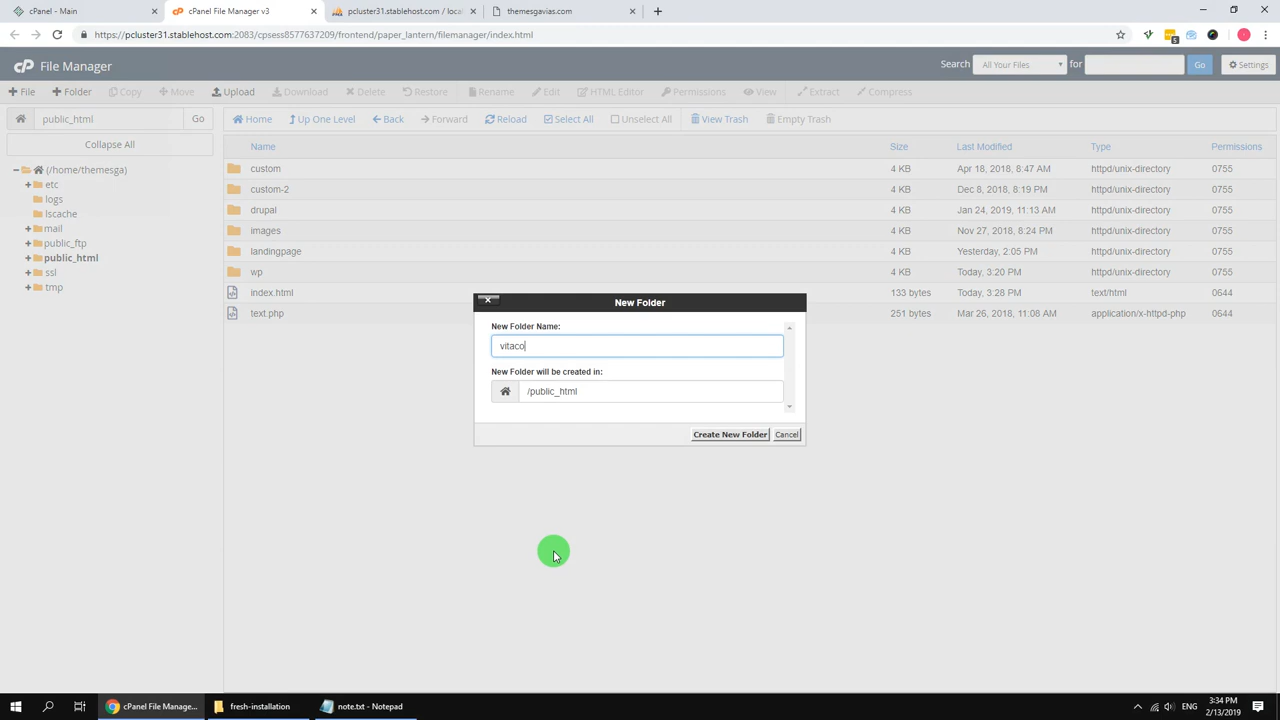 cPanel - Main
cPanel File Manager v3
pcluster31.stablehost.com / local
themesgavias.com
https://pcluster31.stablehost.com:2083/cpsess8577637209/frontend/paper_lantern/filemanager/index.html
cP File Manager
Search All Your Files for Go Settings
File Folder Copy Move Upload Download Delete Restore Rename Edit HTML Editor Permissions View Extract Compress
public_html Go
Home Up One Level Back Forward Reload Select All Unselect All View Trash Empty Trash
Collapse All
(/home/themesga)
etc
logs
lscache
mail
public_ftp
public_html
ssl
tmp
Name Size Last Modified Type Permissions
custom 4 KB Apr 18, 2018, 8:47 AM httpd/unix-directory 0755
custom-2 4 KB Dec 8, 2018, 8:19 PM httpd/unix-directory 0755
drupal 4 KB Jan 24, 2019, 11:13 AM httpd/unix-directory 0755
images 4 KB Nov 27, 2018, 8:24 PM httpd/unix-directory 0755
landingpage 4 KB Yesterday, 2:05 PM httpd/unix-directory 0755
wp 4 KB Today, 3:20 PM httpd/unix-directory 0755
index.html 133 bytes Today, 3:28 PM text/html 0644
text.php 251 bytes Mar 26, 2018, 11:08 AM application/x-httpd-php 0644
New Folder
New Folder Name:
vitaco
New Folder will be created in:
/public_html
Create New Folder Cancel
cPanel File Manage...
fresh-installation
note.txt - Notepad
ENG
3:34 PM
2/13/2019